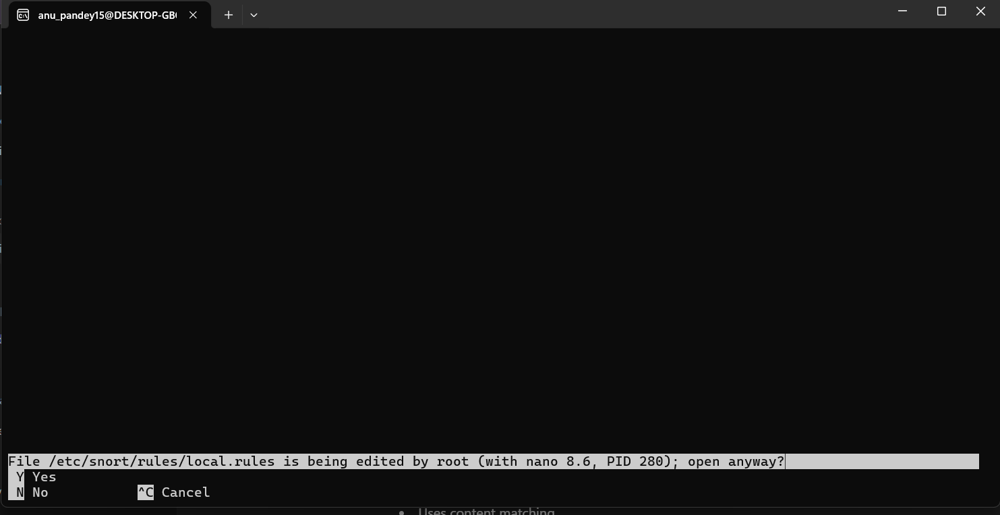 anu_pandey15@DESKTOP-GB
File /etc/snort/rules/local.rules is being edited by root (with nano 8.6, PID 280); open anyway?
Y Yes
N No ^C Cancel
Uses content matching